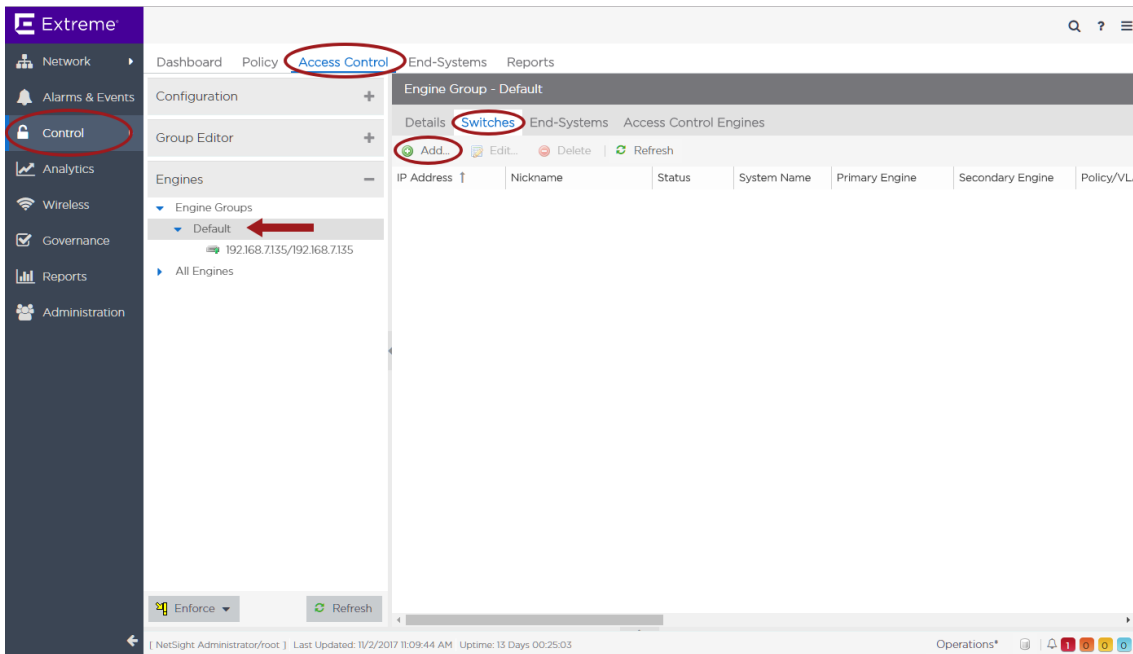 Extreme
Network
Alarms & Events
Control
Analytics
Wireless
Governance
Reports
Administration
Dashboard Policy Access Control End-Systems Reports
Configuration
Group Editor
Engines
Engine Groups
Default
192.168.7.135/192.168.7.135
All Engines
Enforce Refresh
Engine Group - Default
Details Switches End-Systems Access Control Engines
Add... Edit... Delete Refresh
IP Address Nickname Status System Name Primary Engine Secondary Engine Policy/VL
[ NetSight Administrator/root ] Last Updated: 11/2/2017 11:09:44 AM Uptime: 13 Days 00:25:03 Operations* 1 0 0 0